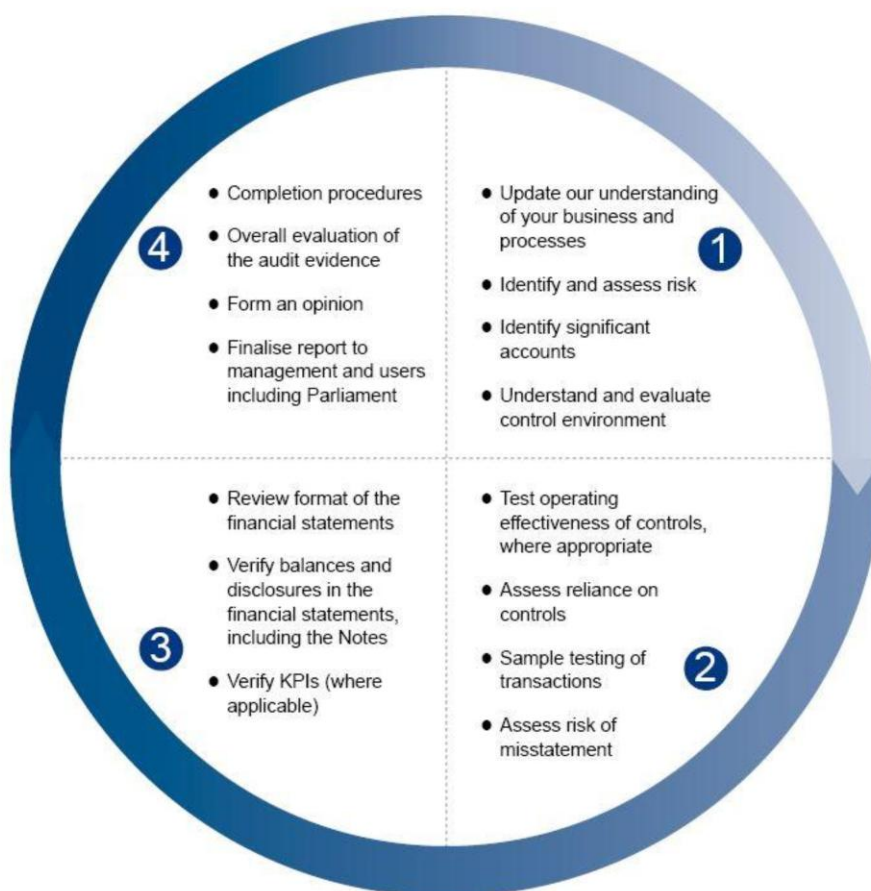 1
● Update our understanding
of your business and
processes
● Identify and assess risk
● Identify significant
accounts
● Understand and evaluate
control environment
2
● Test operating
effectiveness of controls,
where appropriate
● Assess reliance on
controls
● Sample testing of
transactions
● Assess risk of
misstatement
3
● Review format of the
financial statements
● Verify balances and
disclosures in the
financial statements,
including the Notes
● Verify KPIs (where
applicable)
4
● Completion procedures
● Overall evaluation of
the audit evidence
● Form an opinion
● Finalise report to
management and users
including Parliament